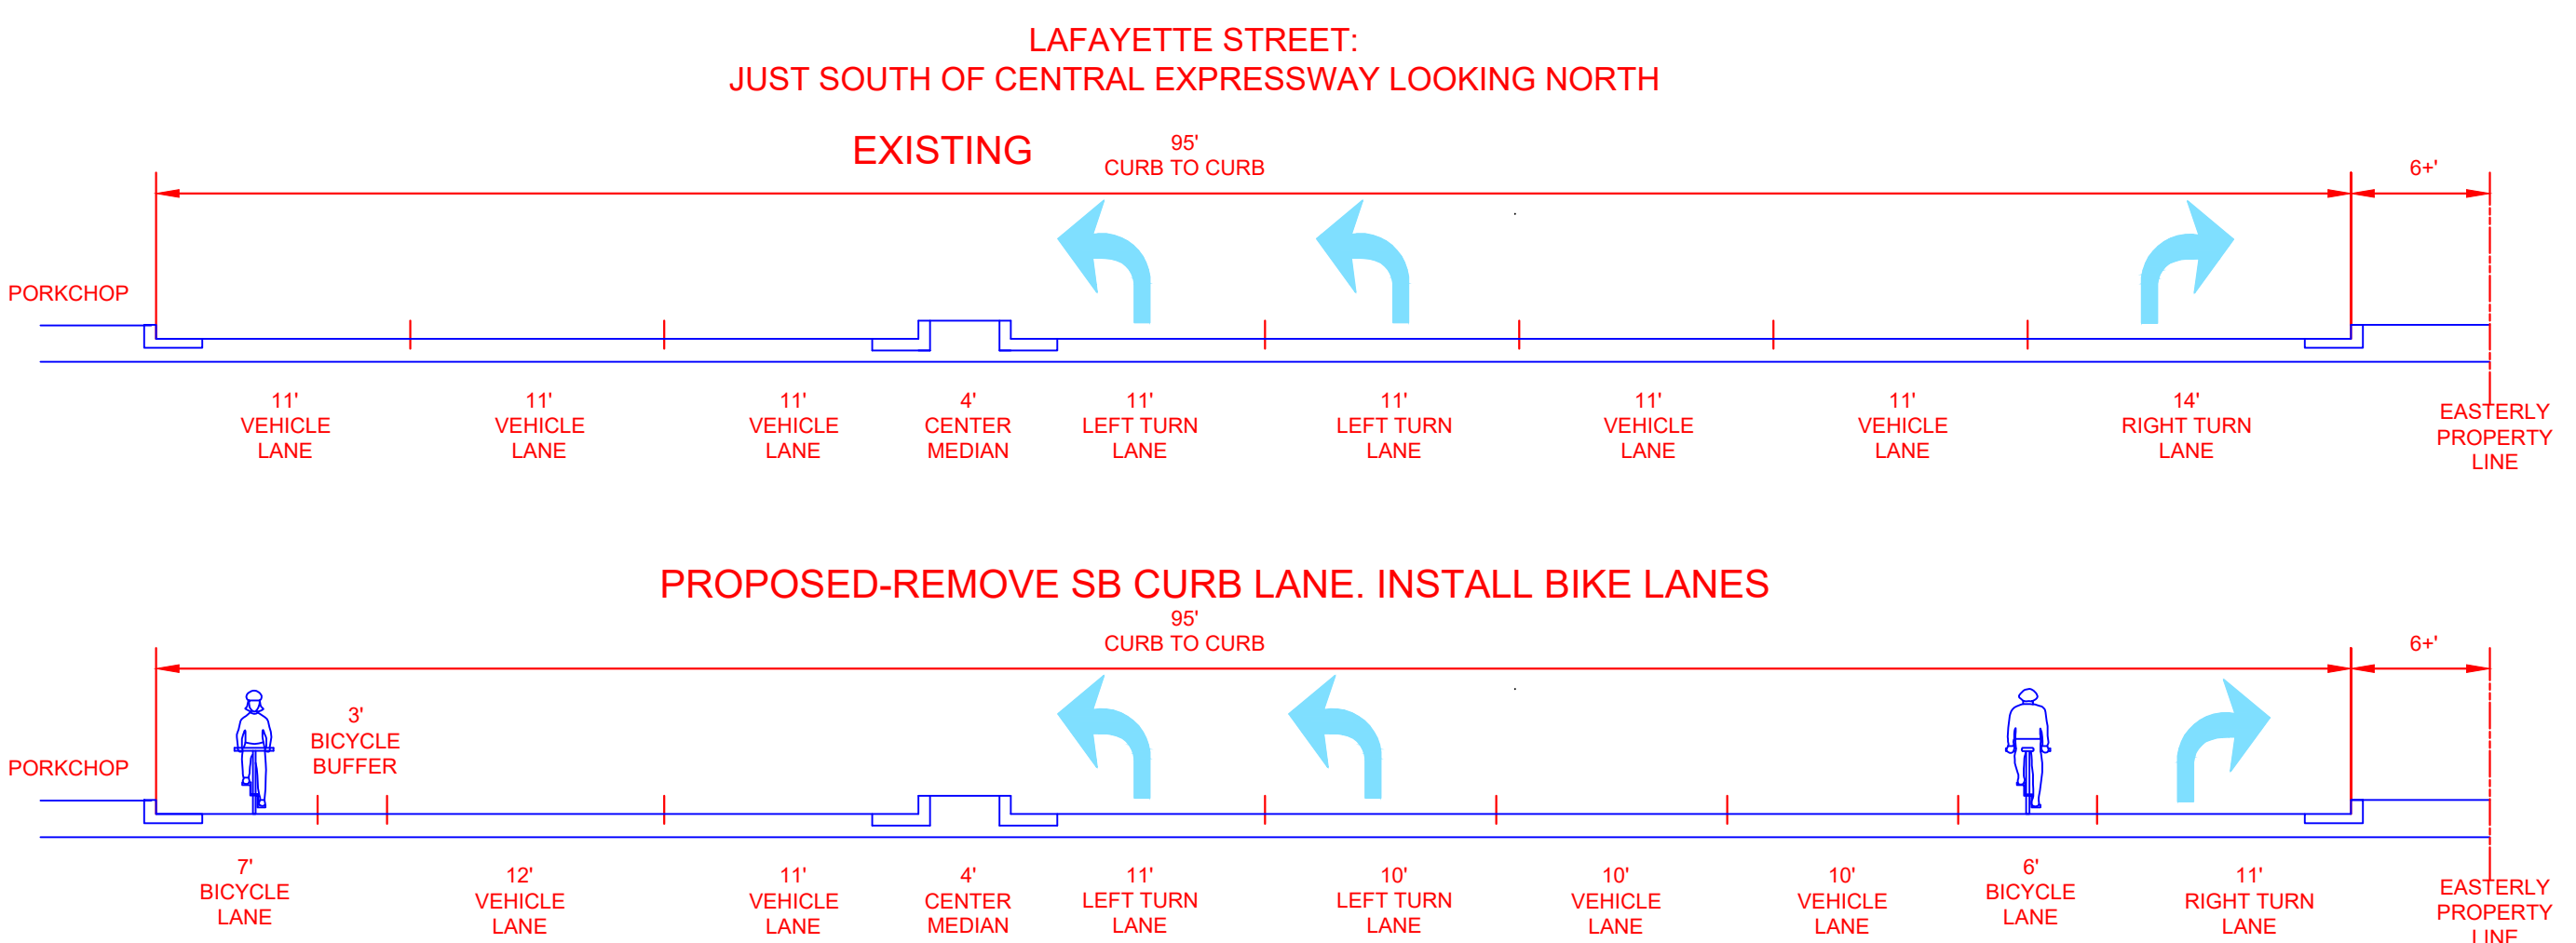 LAFAYETTE STREET:
JUST SOUTH OF CENTRAL EXPRESSWAY LOOKING NORTH
EXISTING
95'
CURB TO CURB
6+'
PORKCHOP
11'
VEHICLE
LANE
11'
VEHICLE
LANE
11'
VEHICLE
LANE
4'
CENTER
MEDIAN
11'
LEFT TURN
LANE
11'
LEFT TURN
LANE
11'
VEHICLE
LANE
11'
VEHICLE
LANE
14'
RIGHT TURN
LANE
EASTERLY
PROPERTY
LINE
PROPOSED-REMOVE SB CURB LANE. INSTALL BIKE LANES
95'
CURB TO CURB
6+'
PORKCHOP
3'
BICYCLE
BUFFER
7'
BICYCLE
LANE
12'
VEHICLE
LANE
11'
VEHICLE
LANE
4'
CENTER
MEDIAN
11'
LEFT TURN
LANE
10'
LEFT TURN
LANE
10'
VEHICLE
LANE
10'
VEHICLE
LANE
6'
BICYCLE
LANE
11'
RIGHT TURN
LANE
EASTERLY
PROPERTY
LINE